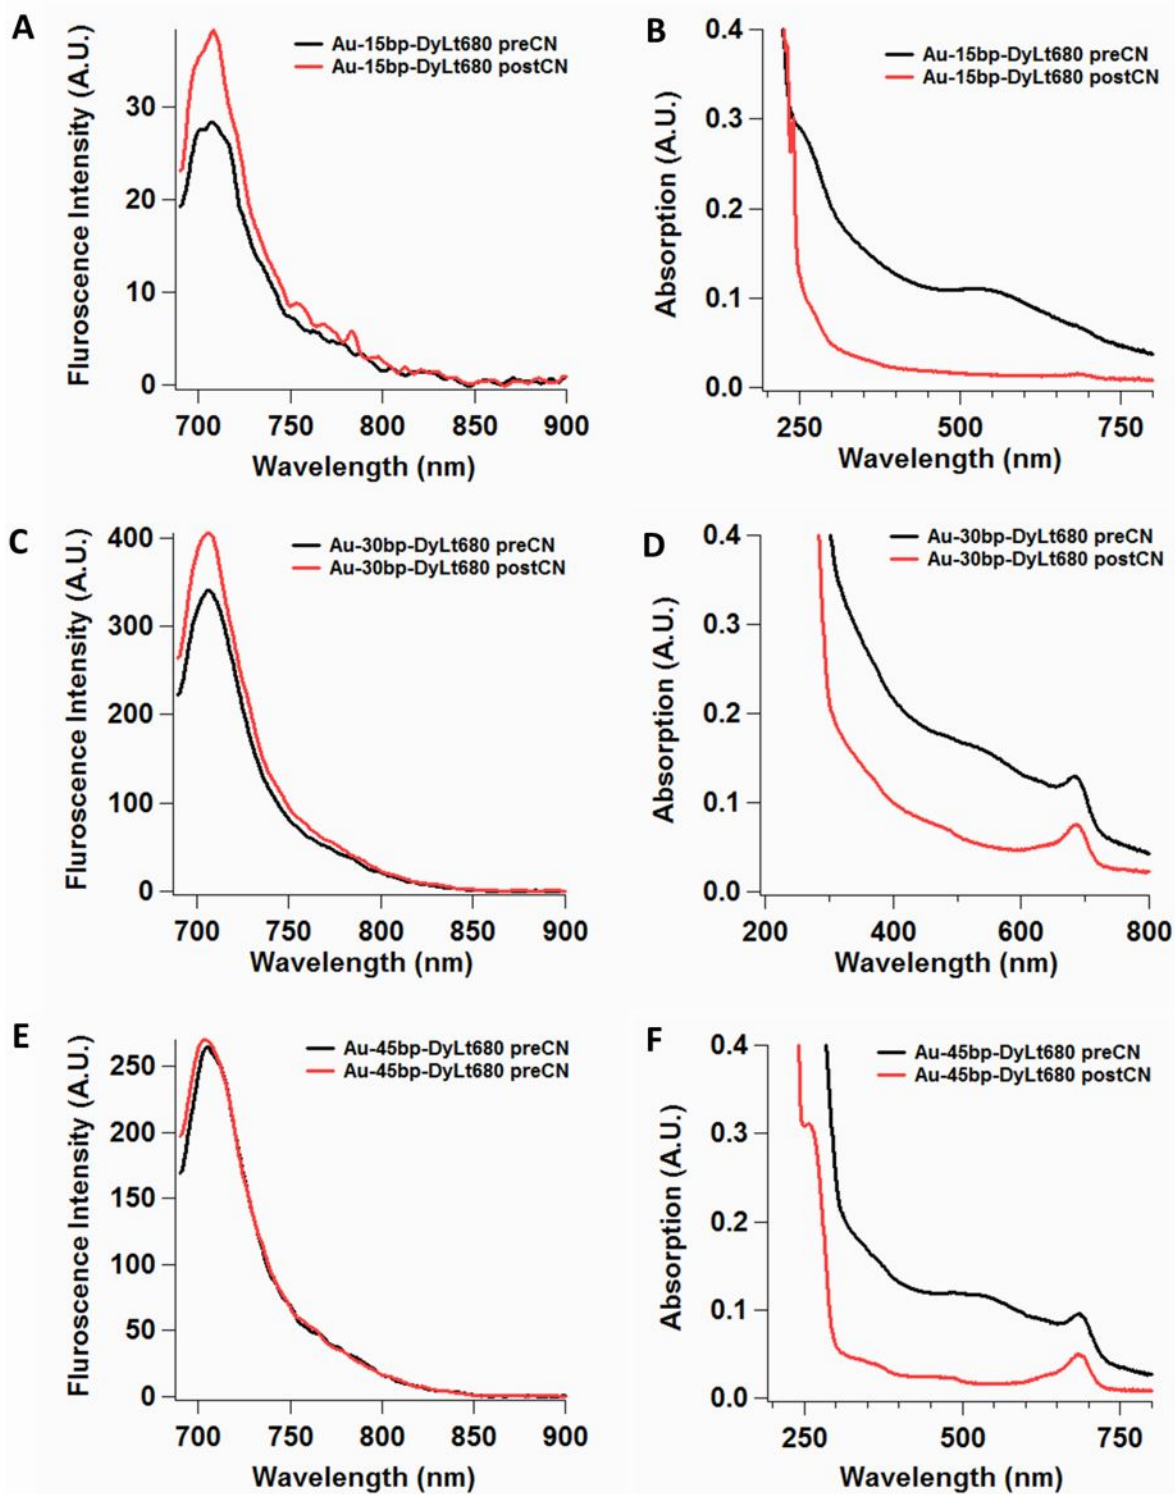 A
Fluroscence Intensity (A.U.)
30
20
10
0
Au-15bp-DyLt680 preCN
Au-15bp-DyLt680 postCN
700 750 800 850 900
Wavelength (nm)
B
Absorption (A.U.)
0.4
0.3
0.2
0.1
0.0
Au-15bp-DyLt680 preCN
Au-15bp-DyLt680 postCN
250 500 750
Wavelength (nm)
C
Fluroscence Intensity (A.U.)
400
300
200
100
0
Au-30bp-DyLt680 preCN
Au-30bp-DyLt680 postCN
700 750 800 850 900
Wavelength (nm)
D
Absorption (A.U.)
0.4
0.3
0.2
0.1
0.0
Au-30bp-DyLt680 preCN
Au-30bp-DyLt680 postCN
200 400 600 800
Wavelength (nm)
E
Fluroscence Intensity (A.U.)
250
200
150
100
50
0
Au-45bp-DyLt680 preCN
Au-45bp-DyLt680 preCN
700 750 800 850 900
Wavelength (nm)
F
Absorption (A.U.)
0.4
0.3
0.2
0.1
0.0
Au-45bp-DyLt680 preCN
Au-45bp-DyLt680 postCN
250 500 750
Wavelength (nm)